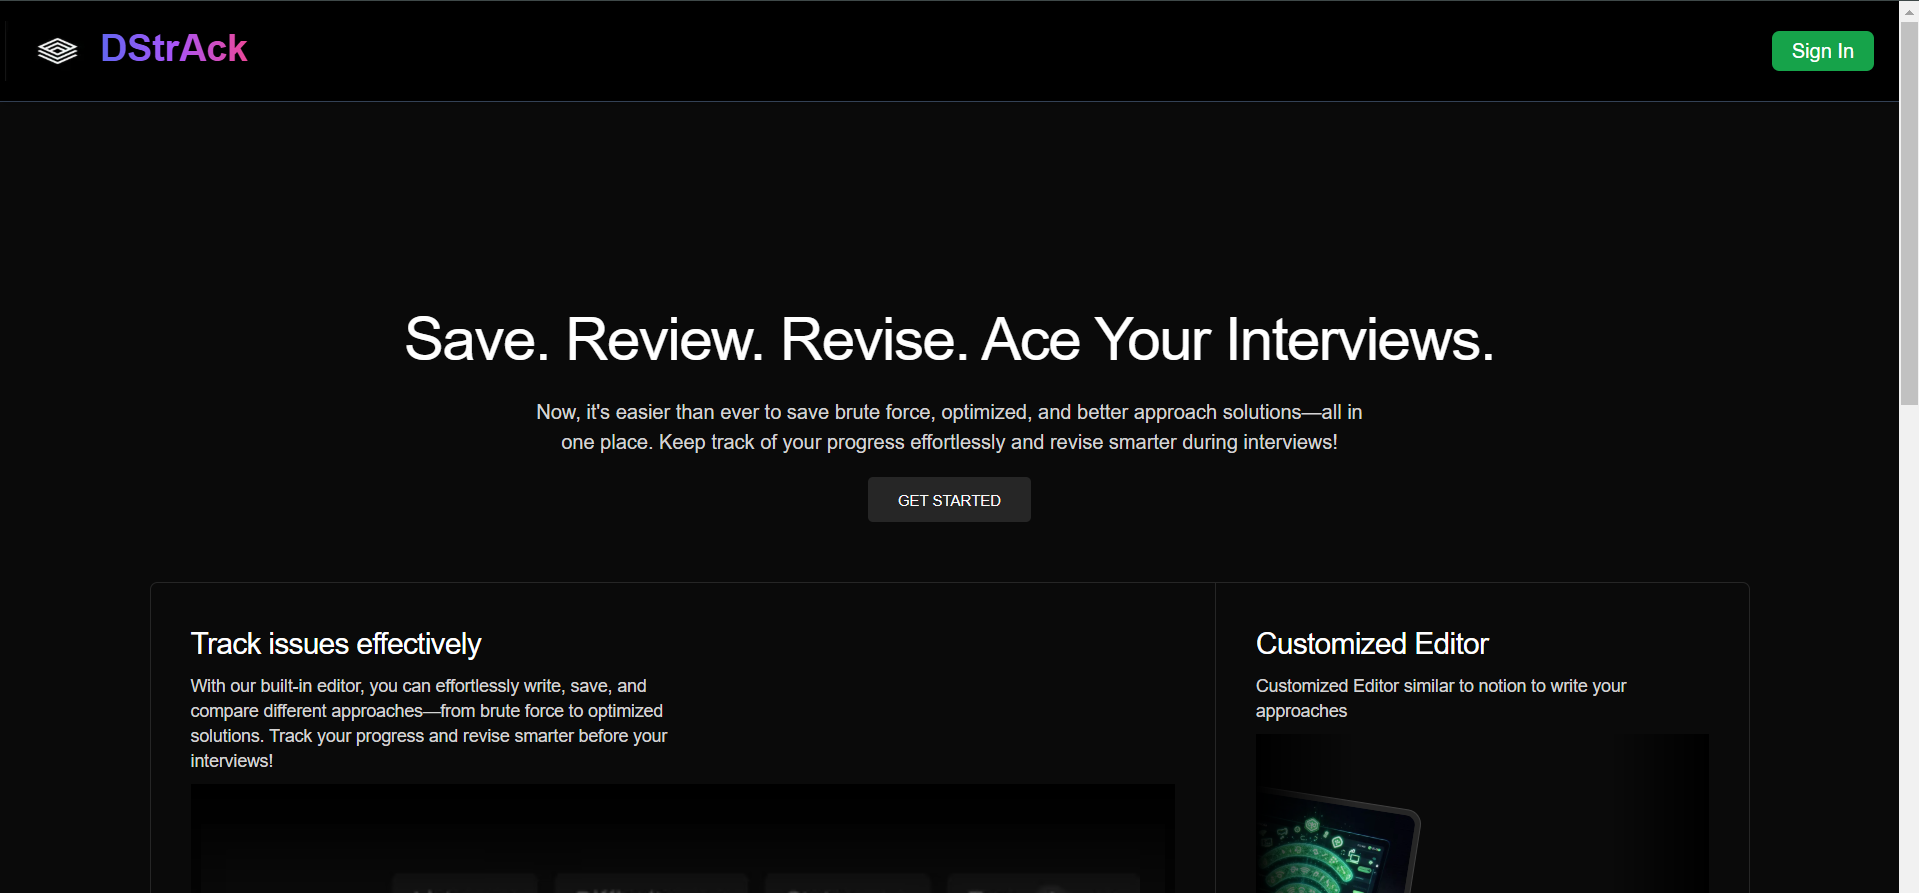 DStrAck
Sign In
Save. Review. Revise. Ace Your Interviews.
Now, it's easier than ever to save brute force, optimized, and better approach solutions—all in
one place. Keep track of your progress effortlessly and revise smarter during interviews!
GET STARTED
Track issues effectively
With our built-in editor, you can effortlessly write, save, and
compare different approaches—from brute force to optimized
solutions. Track your progress and revise smarter before your
interviews!
Customized Editor
Customized Editor similar to notion to write your
approaches